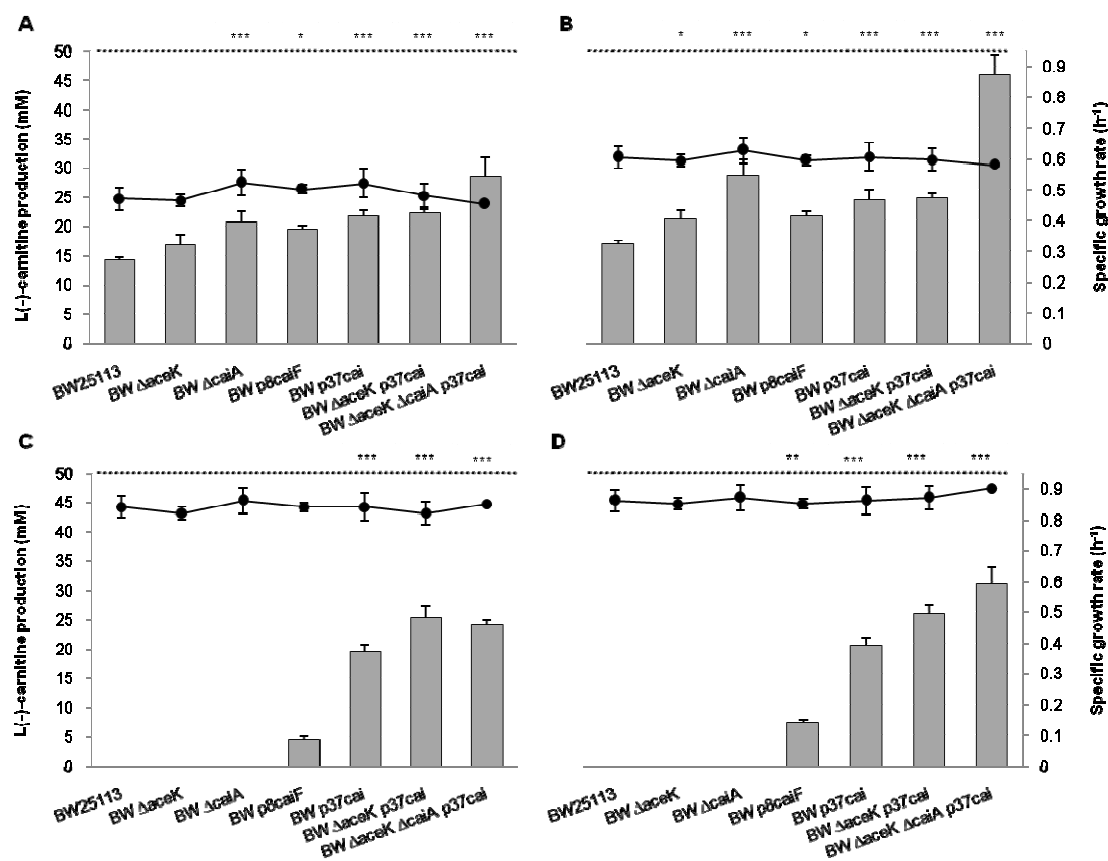 A
B
*** * *** *** ***
* *** * *** *** ***
50
45
40
35
30
25
20
15
10
5
0
L(−)-carnitine production (mM)
0.9
0.8
0.7
0.6
0.5
0.4
0.3
0.2
0.1
0
Specific growth rate (h⁻¹)
BW25113
BW ΔaceK
BW ΔcaiA
BW p8caiF
BW p37cai
BW ΔaceK p37cai
BW ΔaceK ΔcaiA p37cai
BW25113
BW ΔaceK
BW ΔcaiA
BW p8caiF
BW p37cai
BW ΔaceK p37cai
BW ΔaceK ΔcaiA p37cai
C
D
*** *** ***
** *** *** ***
50
45
40
35
30
25
20
15
10
5
0
L(−)-carnitine production (mM)
0.9
0.8
0.7
0.6
0.5
0.4
0.3
0.2
0.1
0
Specific growth rate (h⁻¹)
BW25113
BW ΔaceK
BW ΔcaiA
BW p8caiF
BW p37cai
BW ΔaceK p37cai
BW ΔaceK ΔcaiA p37cai
BW25113
BW ΔaceK
BW ΔcaiA
BW p8caiF
BW p37cai
BW ΔaceK p37cai
BW ΔaceK ΔcaiA p37cai